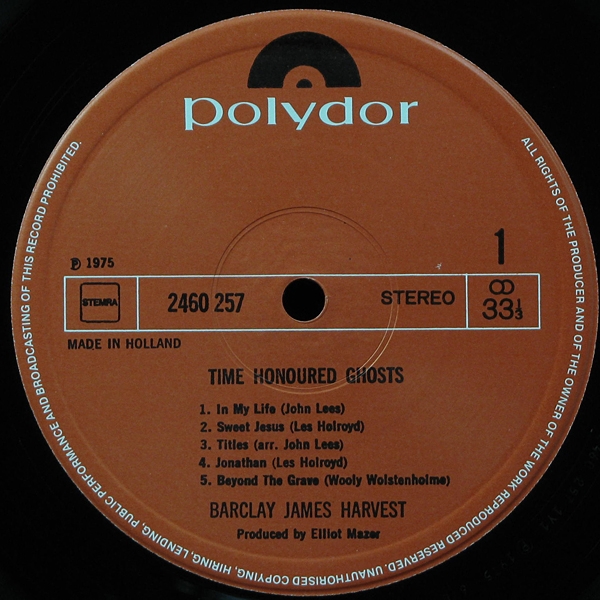 polydor
ALL RIGHTS OF THE PRODUCER AND OF THE OWNER OF THE WORK REPRODUCED RESERVED. UNAUTHORISED COPYING, HIRING, LENDING, PUBLIC PERFORMANCE AND BROADCASTING OF THIS RECORD PROHIBITED.
1
℗ 1975
STEMRA
2460 257
STEREO
33⅓
MADE IN HOLLAND
TIME HONOURED GHOSTS
1. In My Life (John Lees)
2. Sweet Jesus (Les Holroyd)
3. Titles (arr. John Lees)
4. Jonathan (Les Holroyd)
5. Beyond The Grave (Wooly Wolstenholme)
BARCLAY JAMES HARVEST
Produced by Elliot Mazer